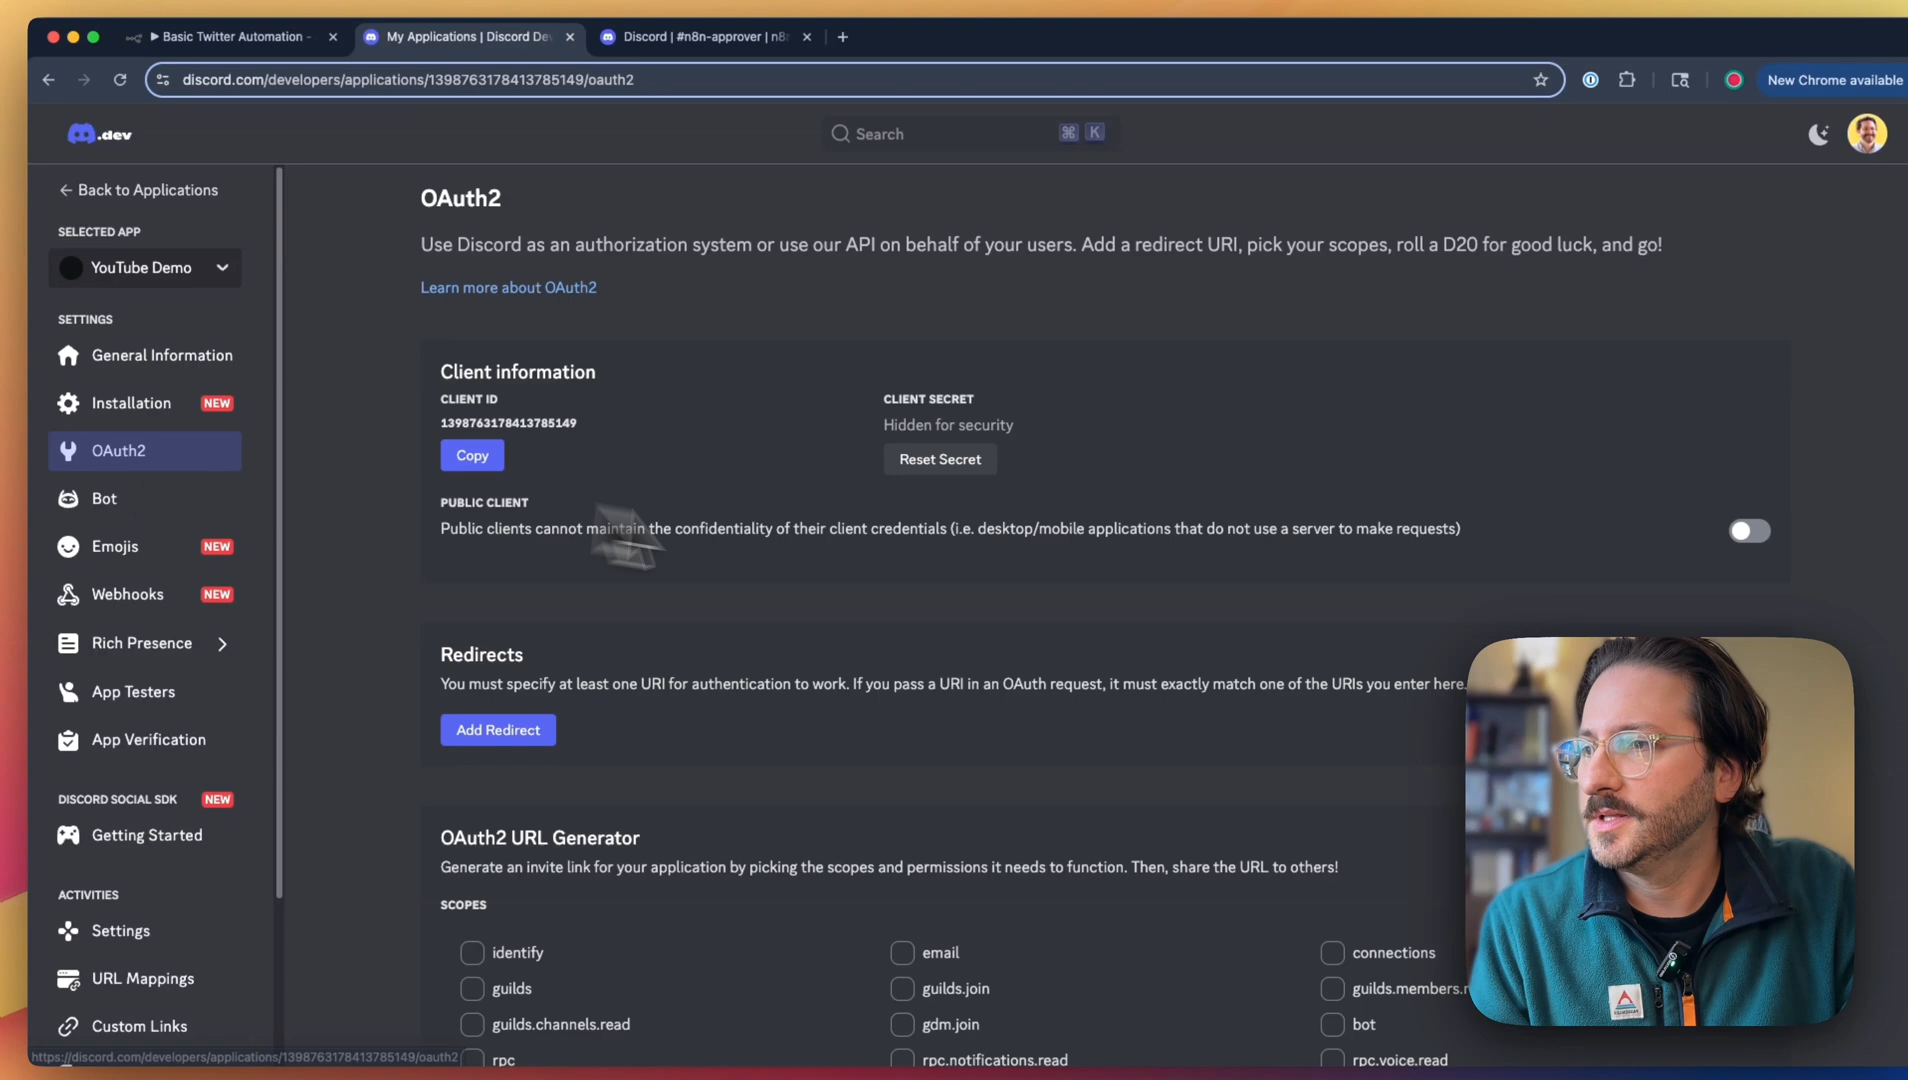 Basic Twitter Automation -
My Applications | Discord De
Discord | #n8n-approver | n8
discord.com/developers/applications/1398763178413785149/oauth2
New Chrome available
.dev
Search
⌘ K
Back to Applications
SELECTED APP
YouTube Demo
SETTINGS
General Information
Installation NEW
OAuth2
Bot
Emojis NEW
Webhooks NEW
Rich Presence
App Testers
App Verification
DISCORD SOCIAL SDK NEW
Getting Started
ACTIVITIES
Settings
URL Mappings
Custom Links
https://discord.com/developers/applications/1398763178413785149/oauth2
OAuth2
Use Discord as an authorization system or use our API on behalf of your users. Add a redirect URI, pick your scopes, roll a D20 for good luck, and go!
Learn more about OAuth2
Client information
CLIENT ID
1398763178413785149
Copy
CLIENT SECRET
Hidden for security
Reset Secret
PUBLIC CLIENT
Public clients cannot maintain the confidentiality of their client credentials (i.e. desktop/mobile applications that do not use a server to make requests)
Redirects
You must specify at least one URI for authentication to work. If you pass a URI in an OAuth request, it must exactly match one of the URIs you enter here.
Add Redirect
OAuth2 URL Generator
Generate an invite link for your application by picking the scopes and permissions it needs to function. Then, share the URL to others!
SCOPES
identify
email
connections
guilds
guilds.join
guilds.members.r
guilds.channels.read
gdm.join
bot
rpc
rpc.notifications.read
rpc.voice.read